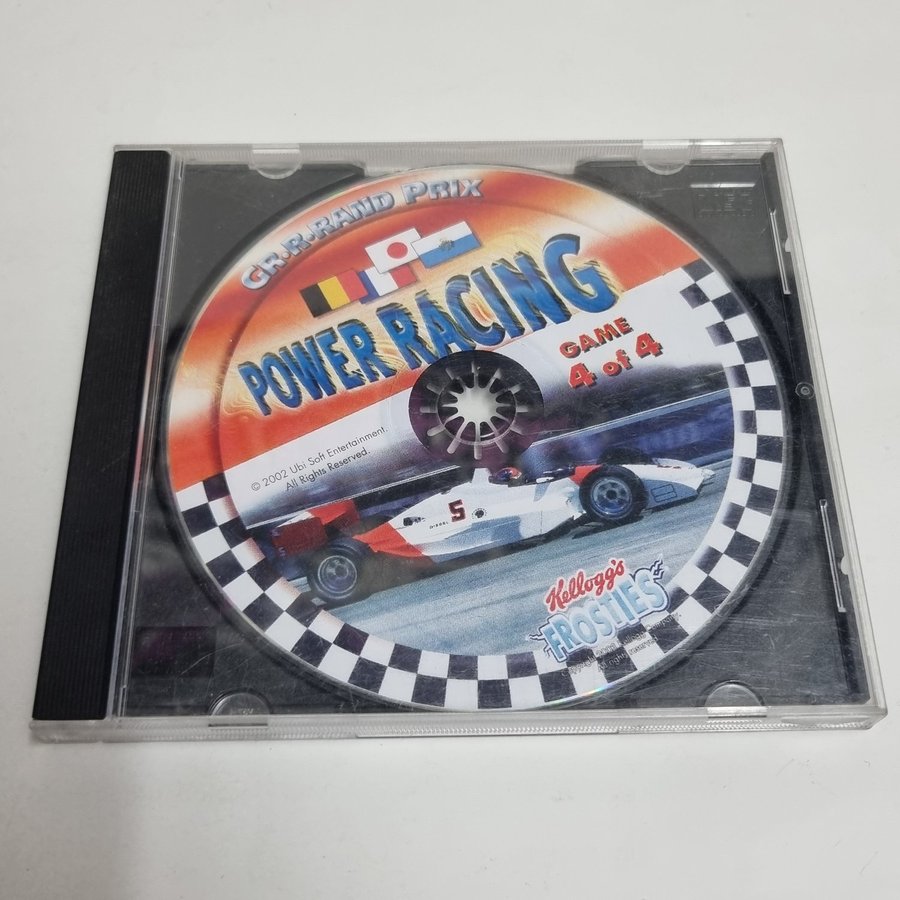 GR·R·RAND PRIX
POWER RACING
GAME
4 of 4
© 2002 Ubi Soft Entertainment.
All Rights Reserved.
5
Kellogg's
FROSTIES